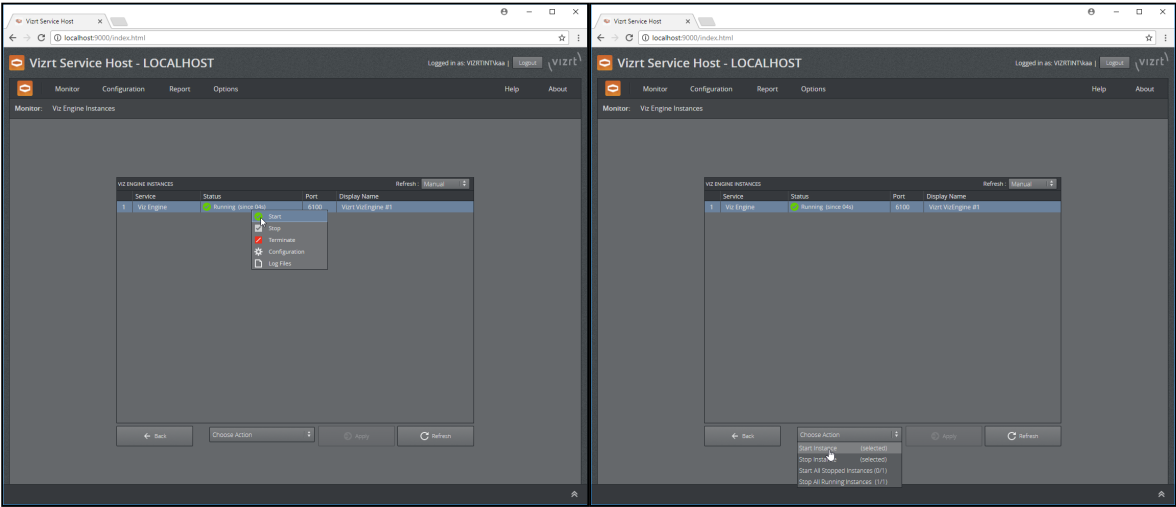 Vizrt Service Host
localhost:9000/index.html
Vizrt Service Host - LOCALHOST
Logged in as: VIZRTINT\kaa | Logout vizrt
Monitor Configuration Report Options Help About
Monitor: Viz Engine Instances
VIZ ENGINE INSTANCES Refresh : Manual
Service Status Port Display Name
1 Viz Engine Running (since 04s) 6100 Vizrt VizEngine #1
Start
Stop
Terminate
Configuration
Log Files
Back Choose Action Apply Refresh
Vizrt Service Host
localhost:9000/index.html
Vizrt Service Host - LOCALHOST
Logged in as: VIZRTINT\kaa | Logout vizrt
Monitor Configuration Report Options Help About
Monitor: Viz Engine Instances
VIZ ENGINE INSTANCES Refresh : Manual
Service Status Port Display Name
1 Viz Engine Running (since 04s) 6100 Vizrt VizEngine #1
Back Choose Action Apply Refresh
Start Instance (selected)
Stop Instance (selected)
Start All Stopped Instances (0/1)
Stop All Running Instances (1/1)